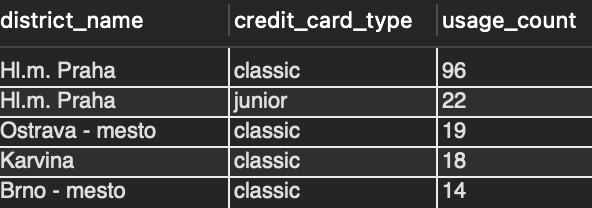 district_name credit_card_type usage_count
Hl.m. Praha classic 96
Hl.m. Praha junior 22
Ostrava - mesto classic 19
Karvina classic 18
Brno - mesto classic 14